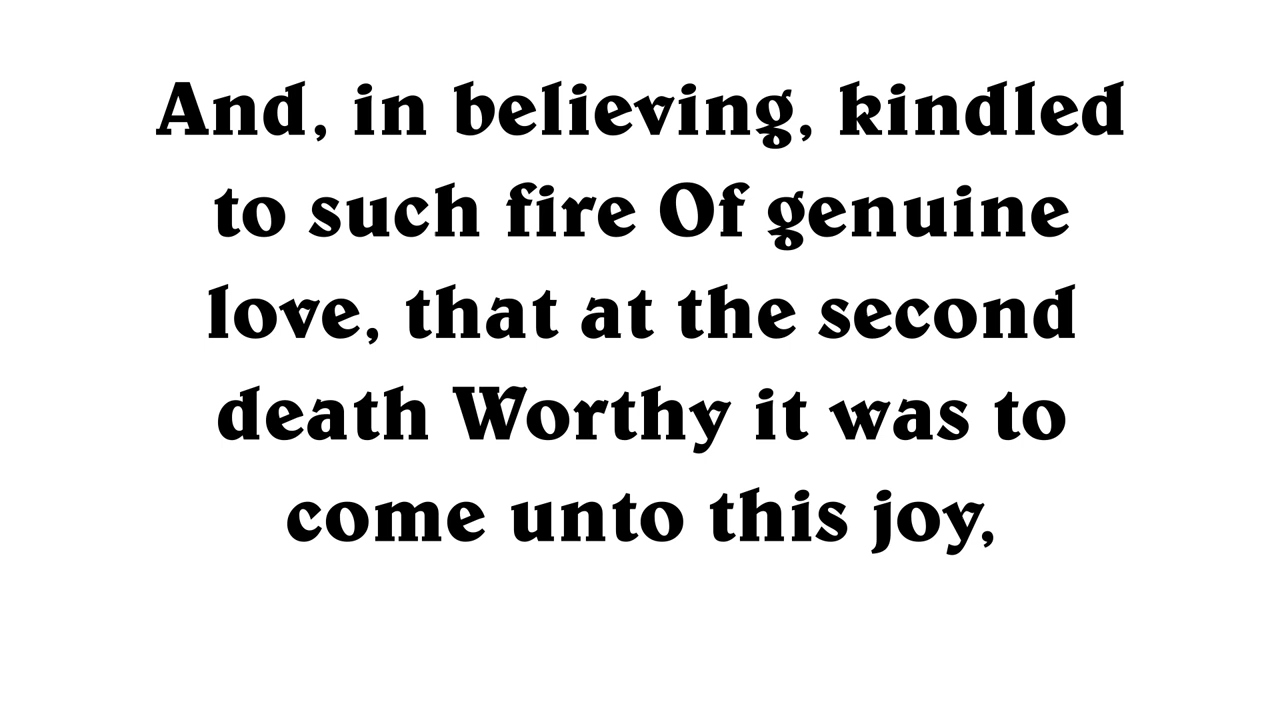 And, in believing, kindled
to such fire Of genuine
love, that at the second
death Worthy it was to
come unto this joy,